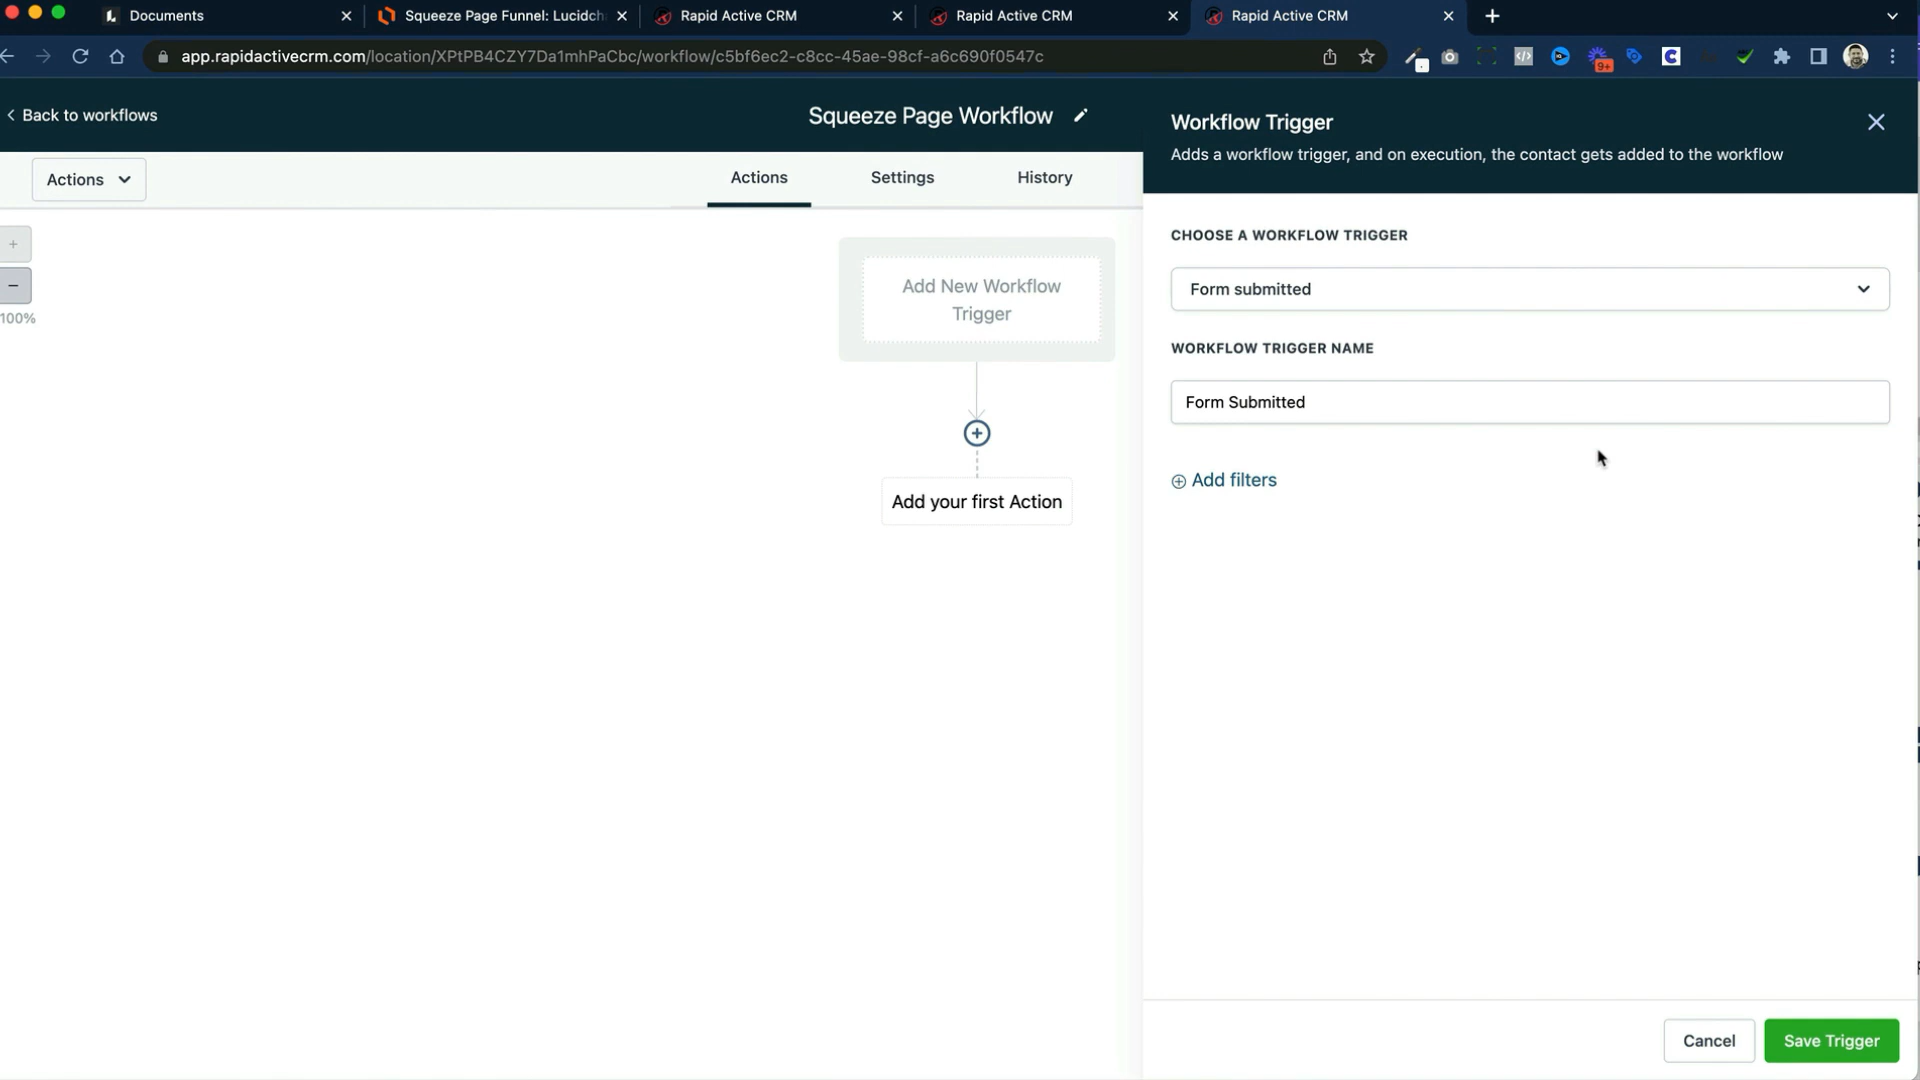 Documents
Squeeze Page Funnel: Lucidch
Rapid Active CRM
Rapid Active CRM
Rapid Active CRM
app.rapidactivecrm.com/location/XPtPB4CZY7Da1mhPaCbc/workflow/c5bf6ec2-c8cc-45ae-98cf-a6c690f0547c
9+
Back to workflows
Squeeze Page Workflow
Workflow Trigger
Adds a workflow trigger, and on execution, the contact gets added to the workflow
Actions
Actions
Settings
History
100%
Add New Workflow
Trigger
Add your first Action
CHOOSE A WORKFLOW TRIGGER
Form submitted
WORKFLOW TRIGGER NAME
Form Submitted
Add filters
Cancel
Save Trigger